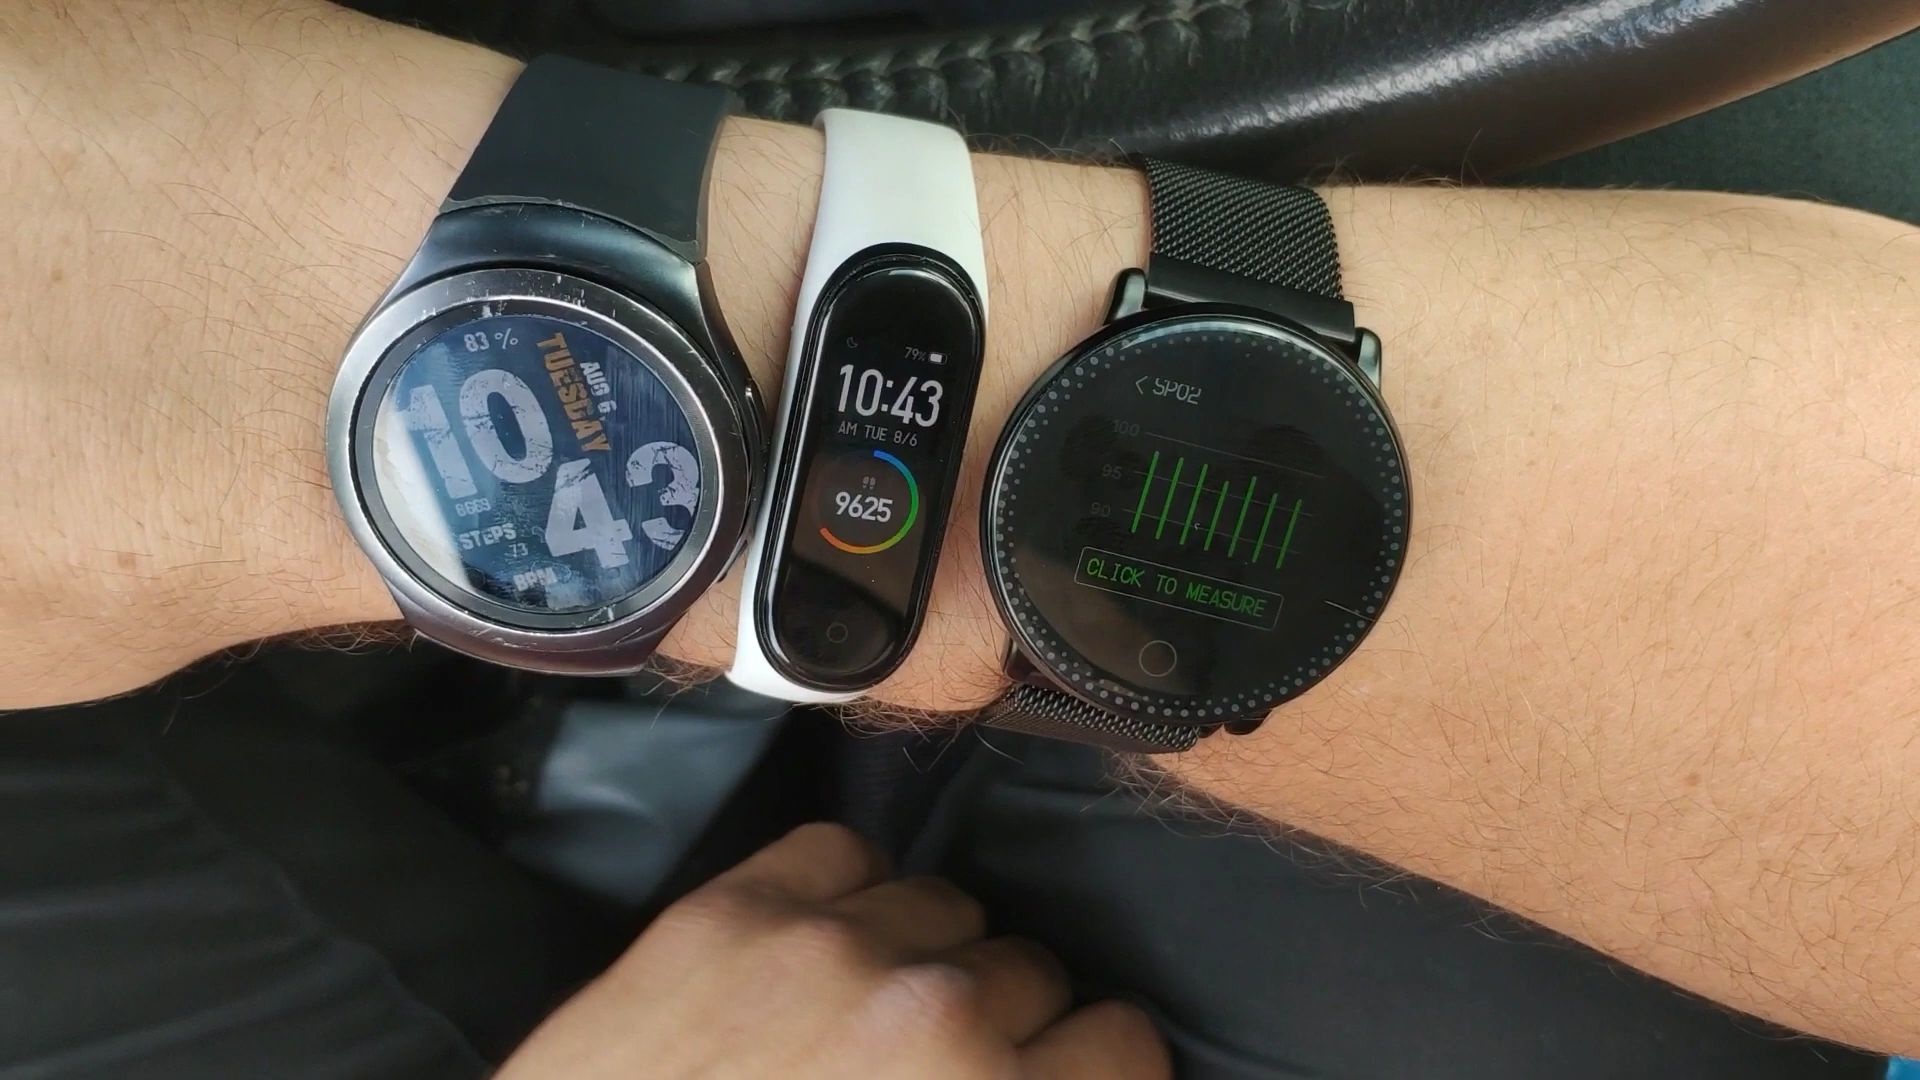 83 %
TUESDAY
AUG 6,
10
43
STEPS
73
BPM
79%
10:43
AM TUE 8/6
9625
< SPO2
100
95
90
CLICK TO MEASURE